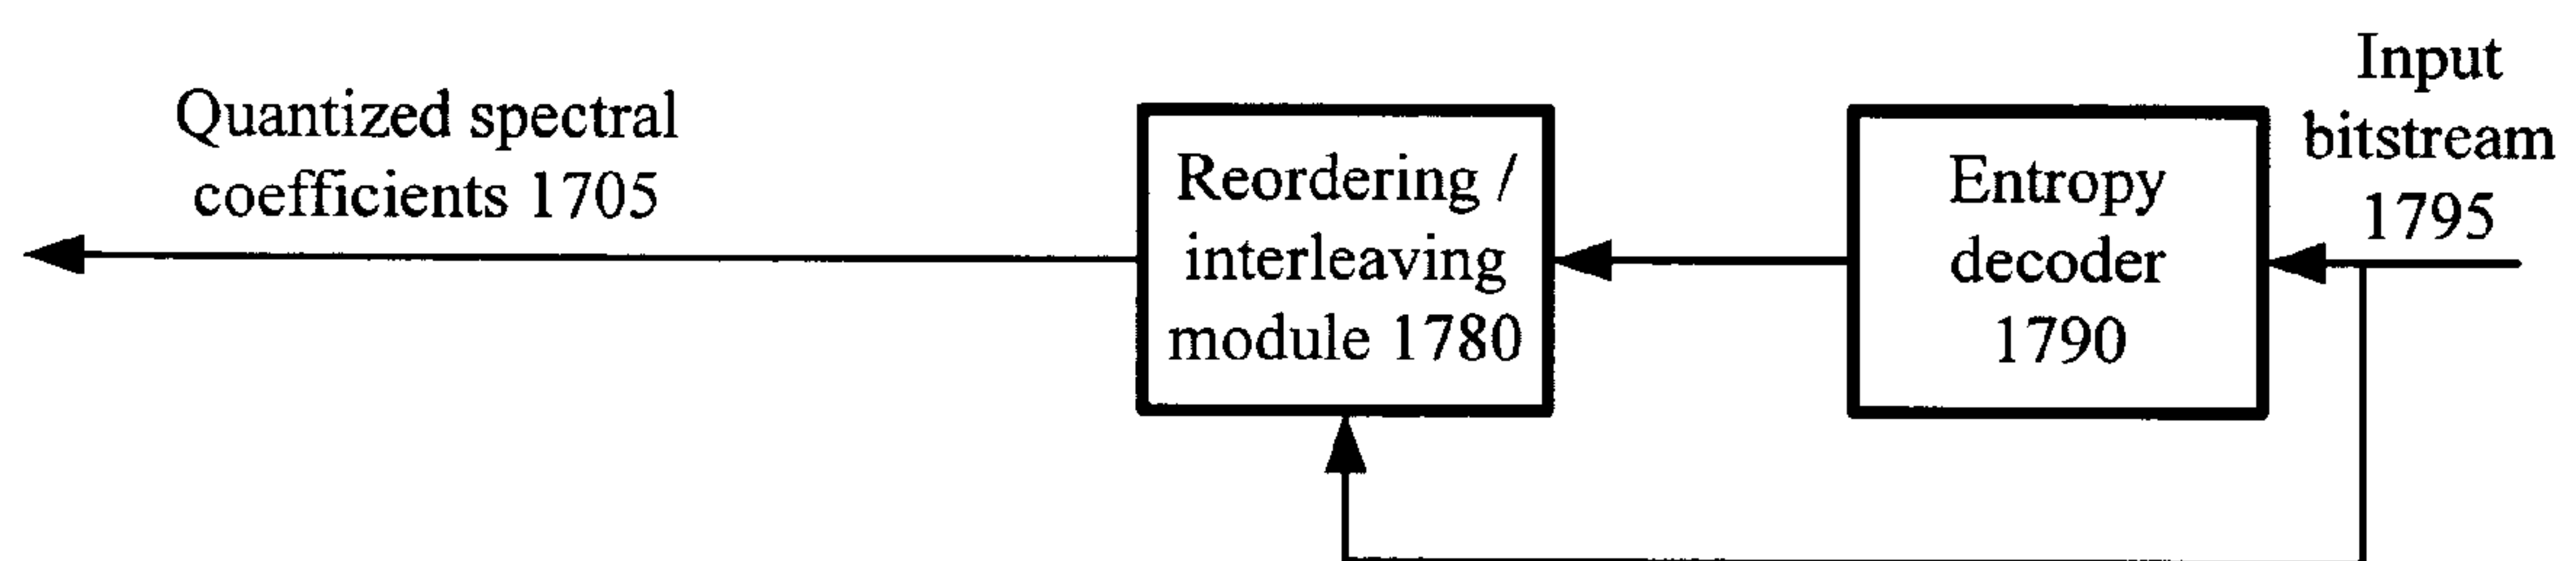 Quantized spectral
coefficients 1705
Reordering /
interleaving
module 1780
Entropy
decoder
1790
Input
bitstream
1795